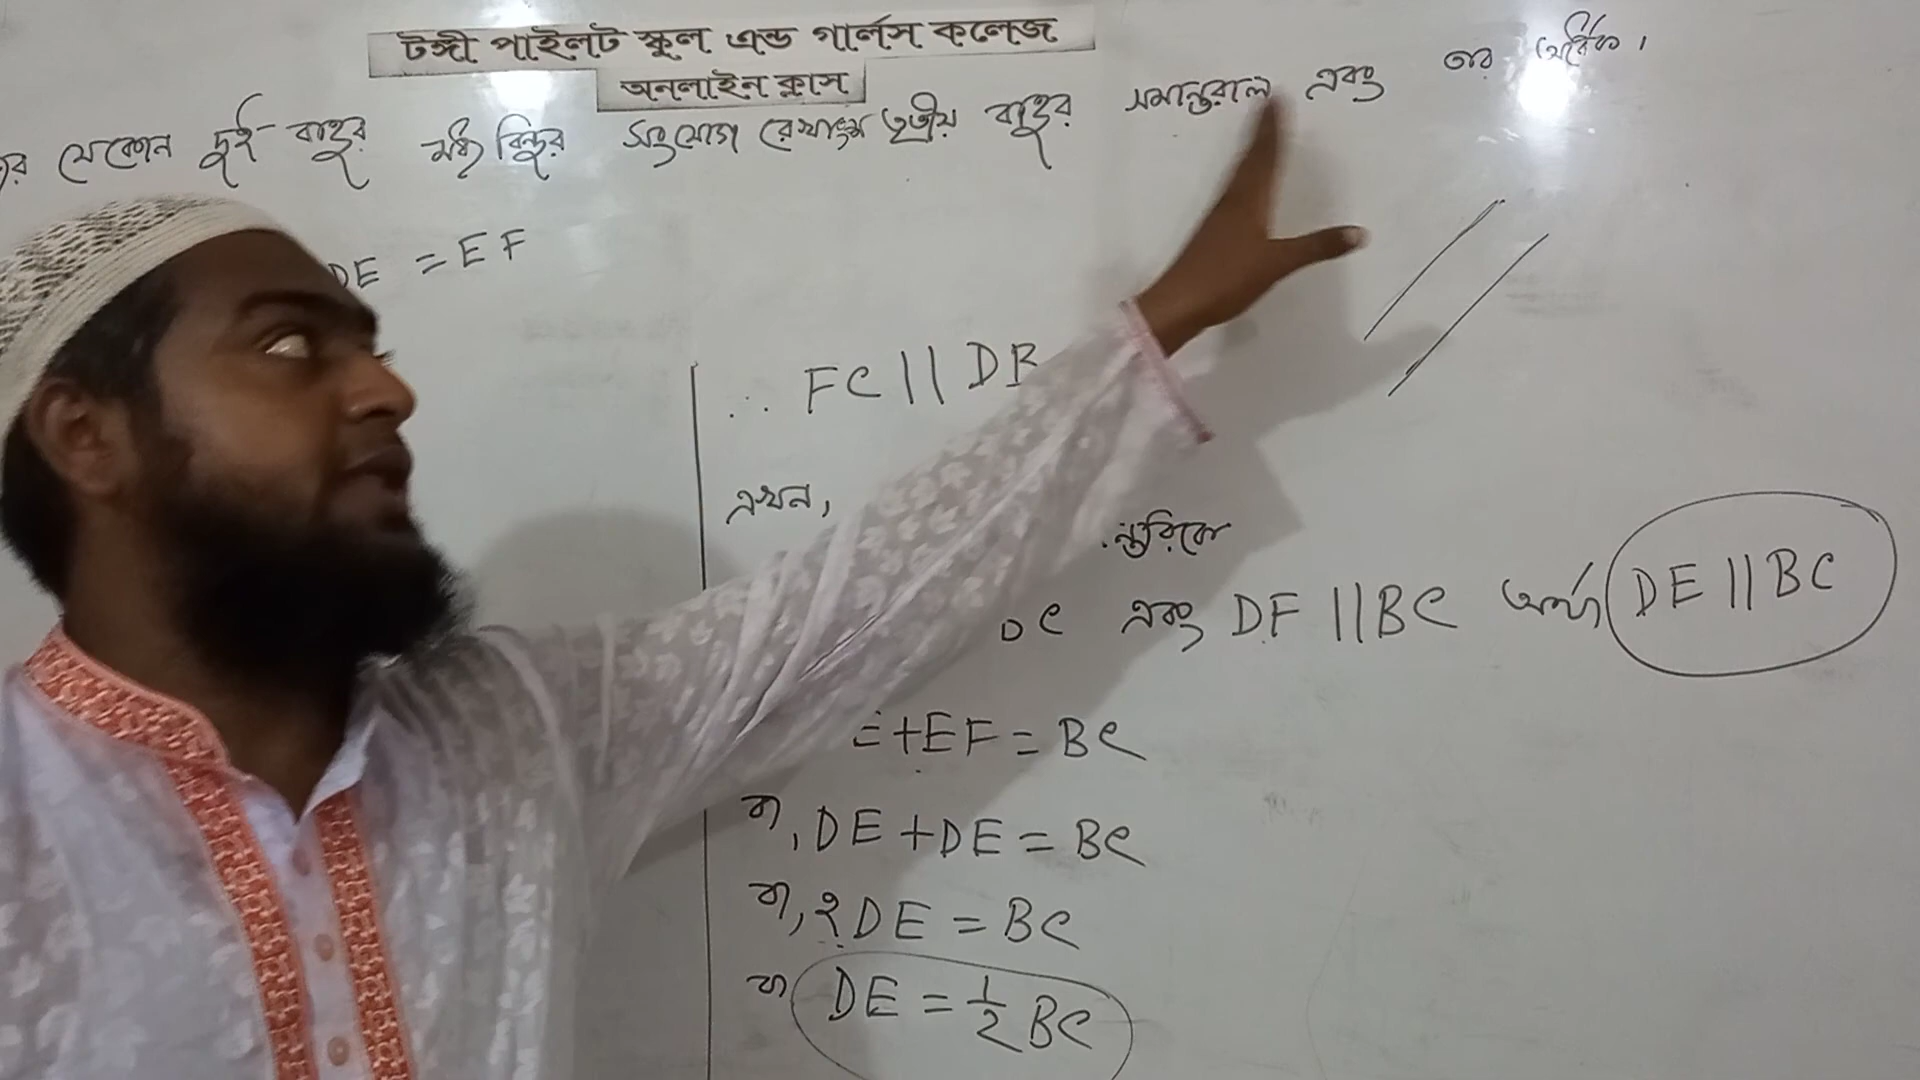 টঙ্গী পাইলট স্কুল এন্ড গার্লস কলেজ
অনলাইন ক্লাস
র যেকোন দুই বাহুর মধ্য বিন্দুর সংযোগ রেখাংশ তৃতীয় বাহুর সমান্তরাল এবং তার অর্ধেক।
DE = EF
∴ FC || DB
এখন,
DF || BC
এবং DE || BC
+EF = BC
বা, DE + DE = BC
বা, ২DE = BC
বা DE = 1/2 BC